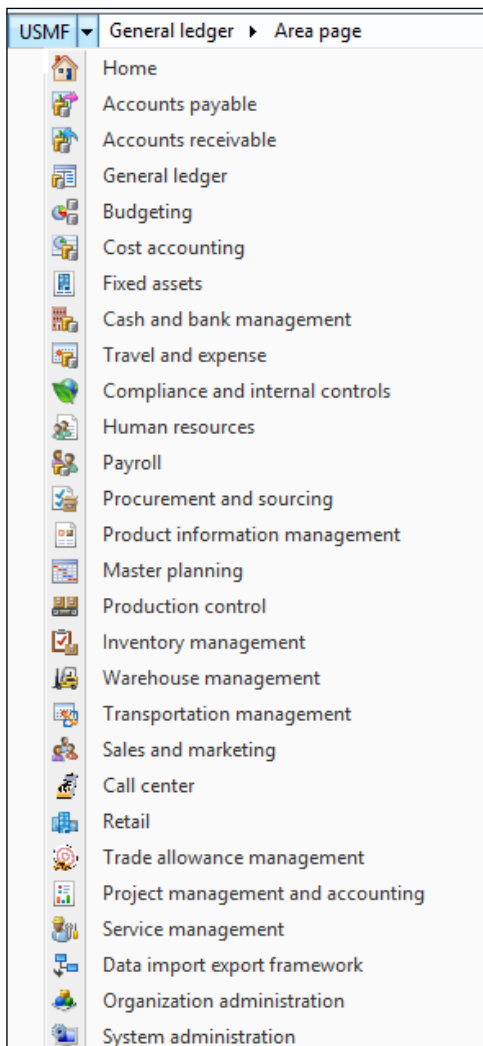 USMF General ledger ▸ Area page
Home
Accounts payable
Accounts receivable
General ledger
Budgeting
Cost accounting
Fixed assets
Cash and bank management
Travel and expense
Compliance and internal controls
Human resources
Payroll
Procurement and sourcing
Product information management
Master planning
Production control
Inventory management
Warehouse management
Transportation management
Sales and marketing
Call center
Retail
Trade allowance management
Project management and accounting
Service management
Data import export framework
Organization administration
System administration